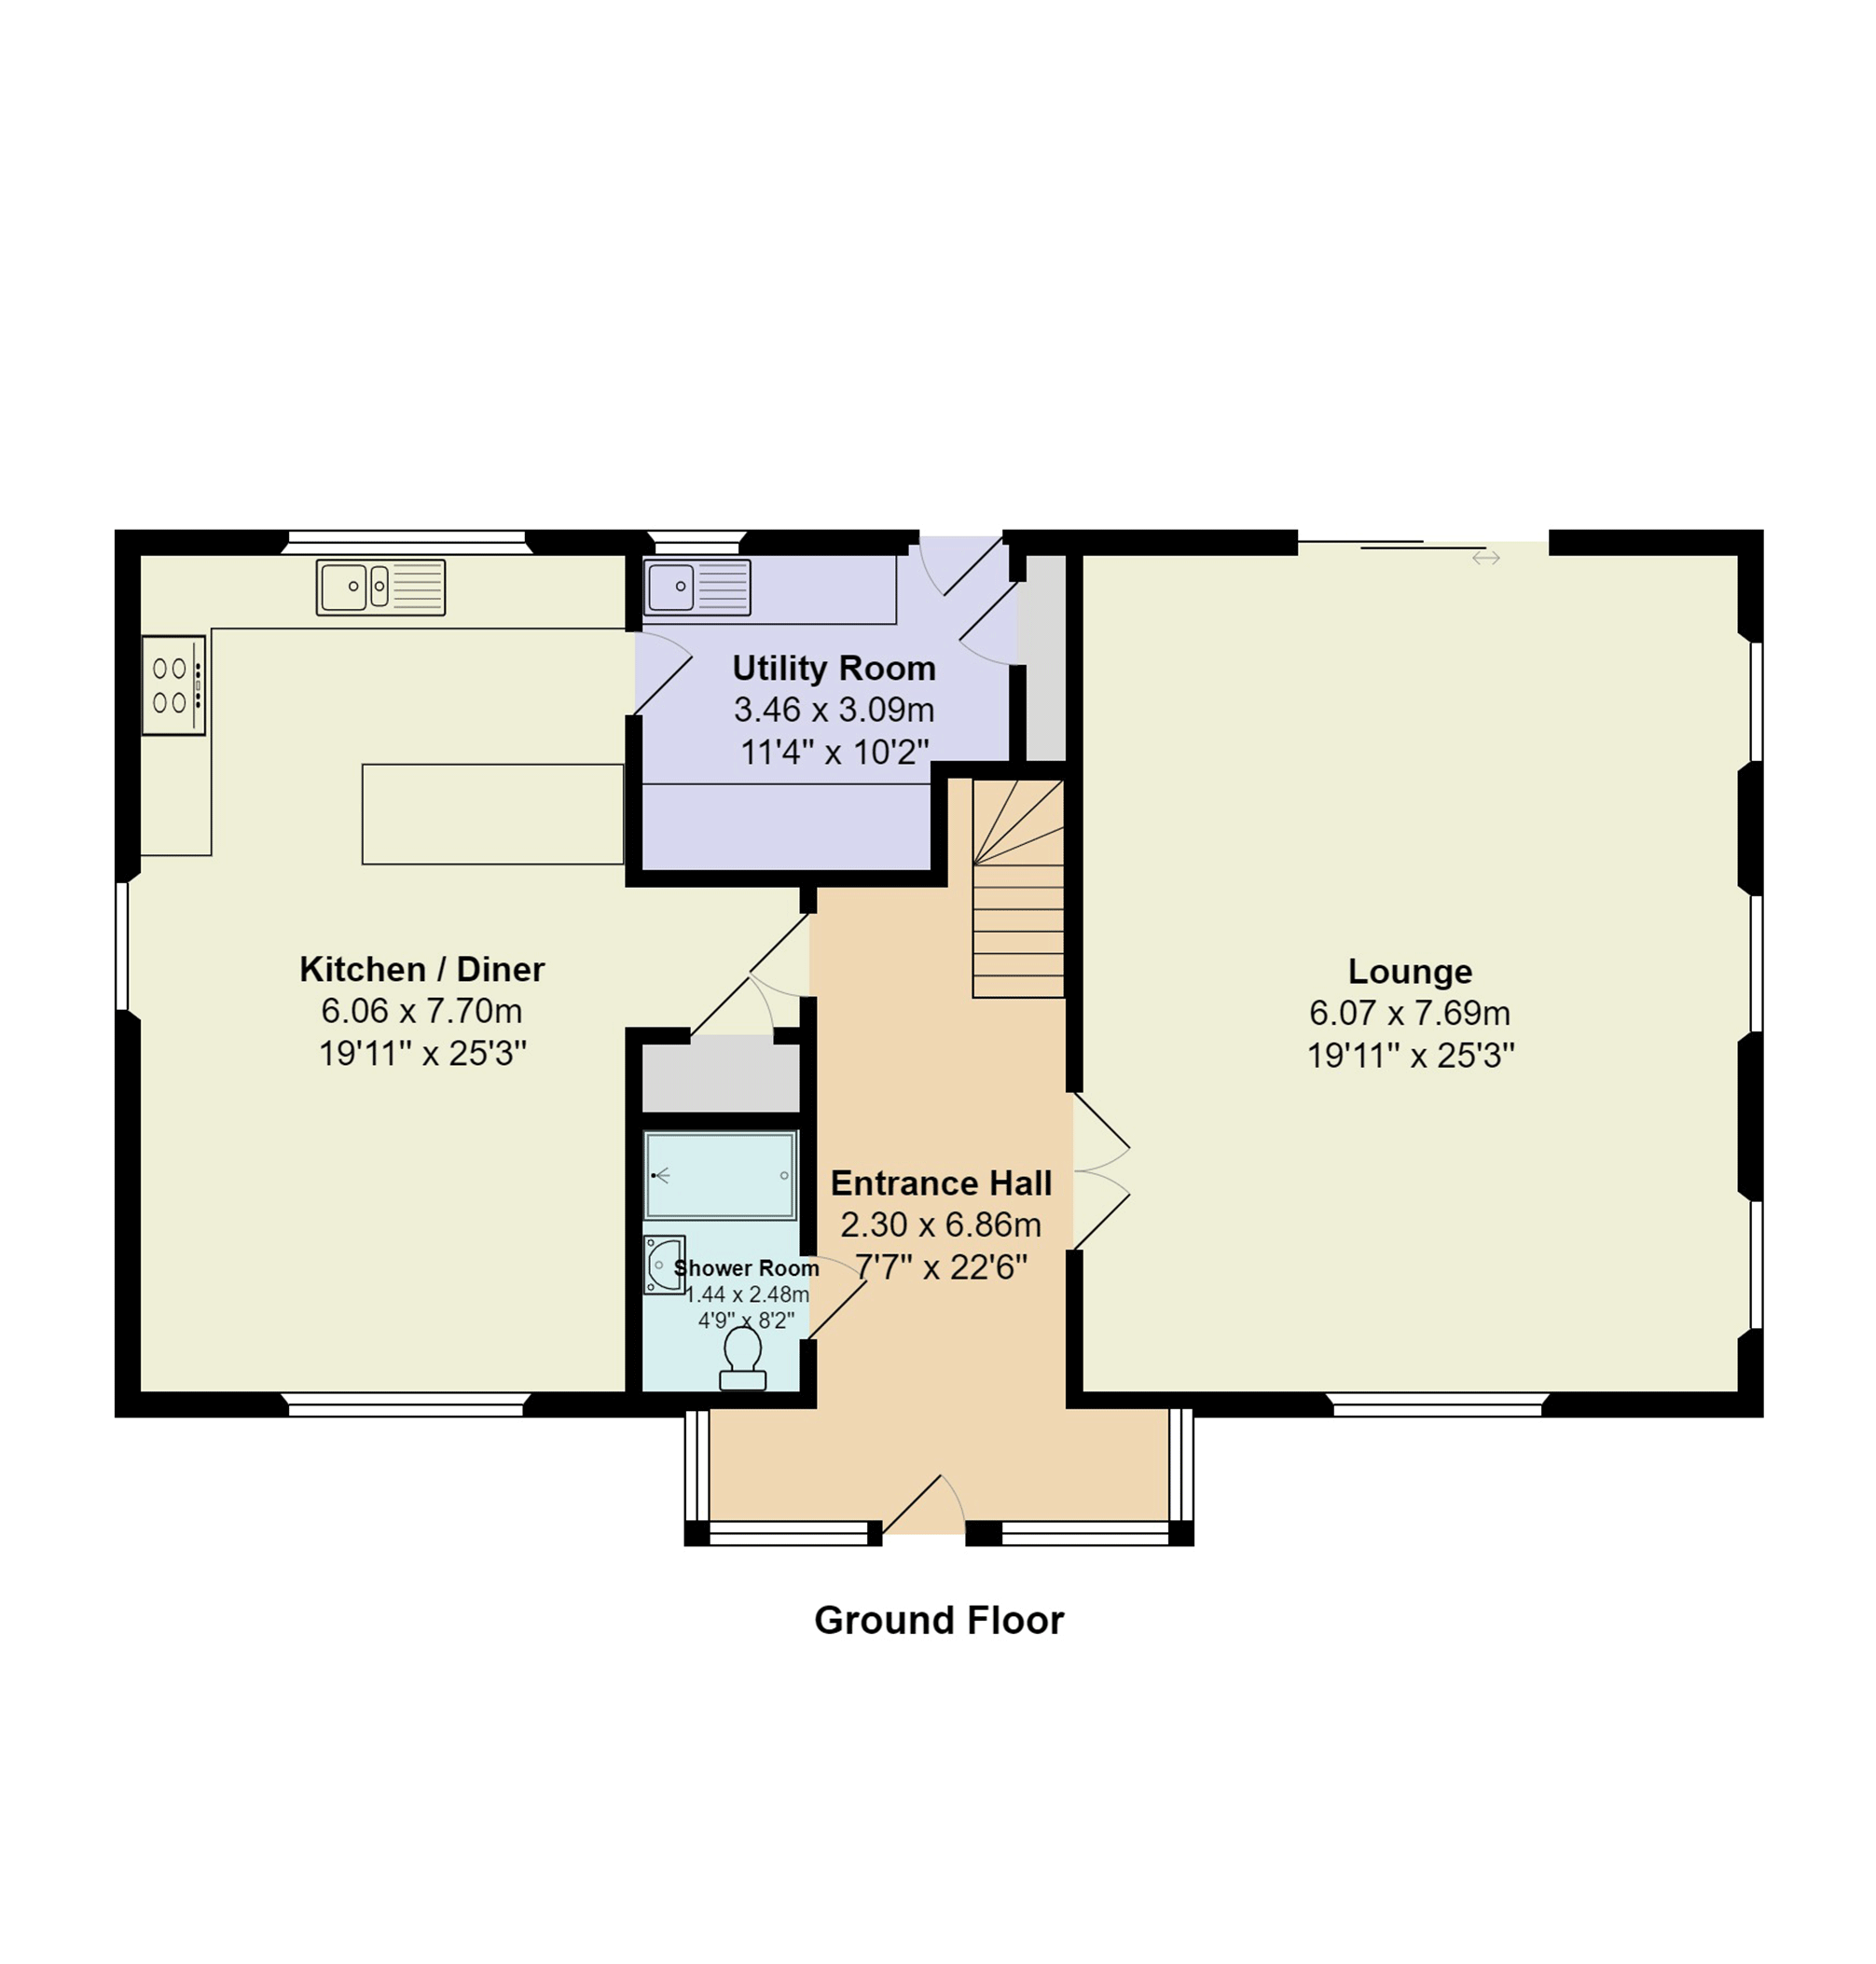 Utility Room
3.46 x 3.09m
11'4" x 10'2"
Kitchen / Diner
6.06 x 7.70m
19'11" x 25'3"
Lounge
6.07 x 7.69m
19'11" x 25'3"
Entrance Hall
2.30 x 6.86m
7'7" x 22'6"
Shower Room
1.44 x 2.48m
4'9" x 8'2"
Ground Floor